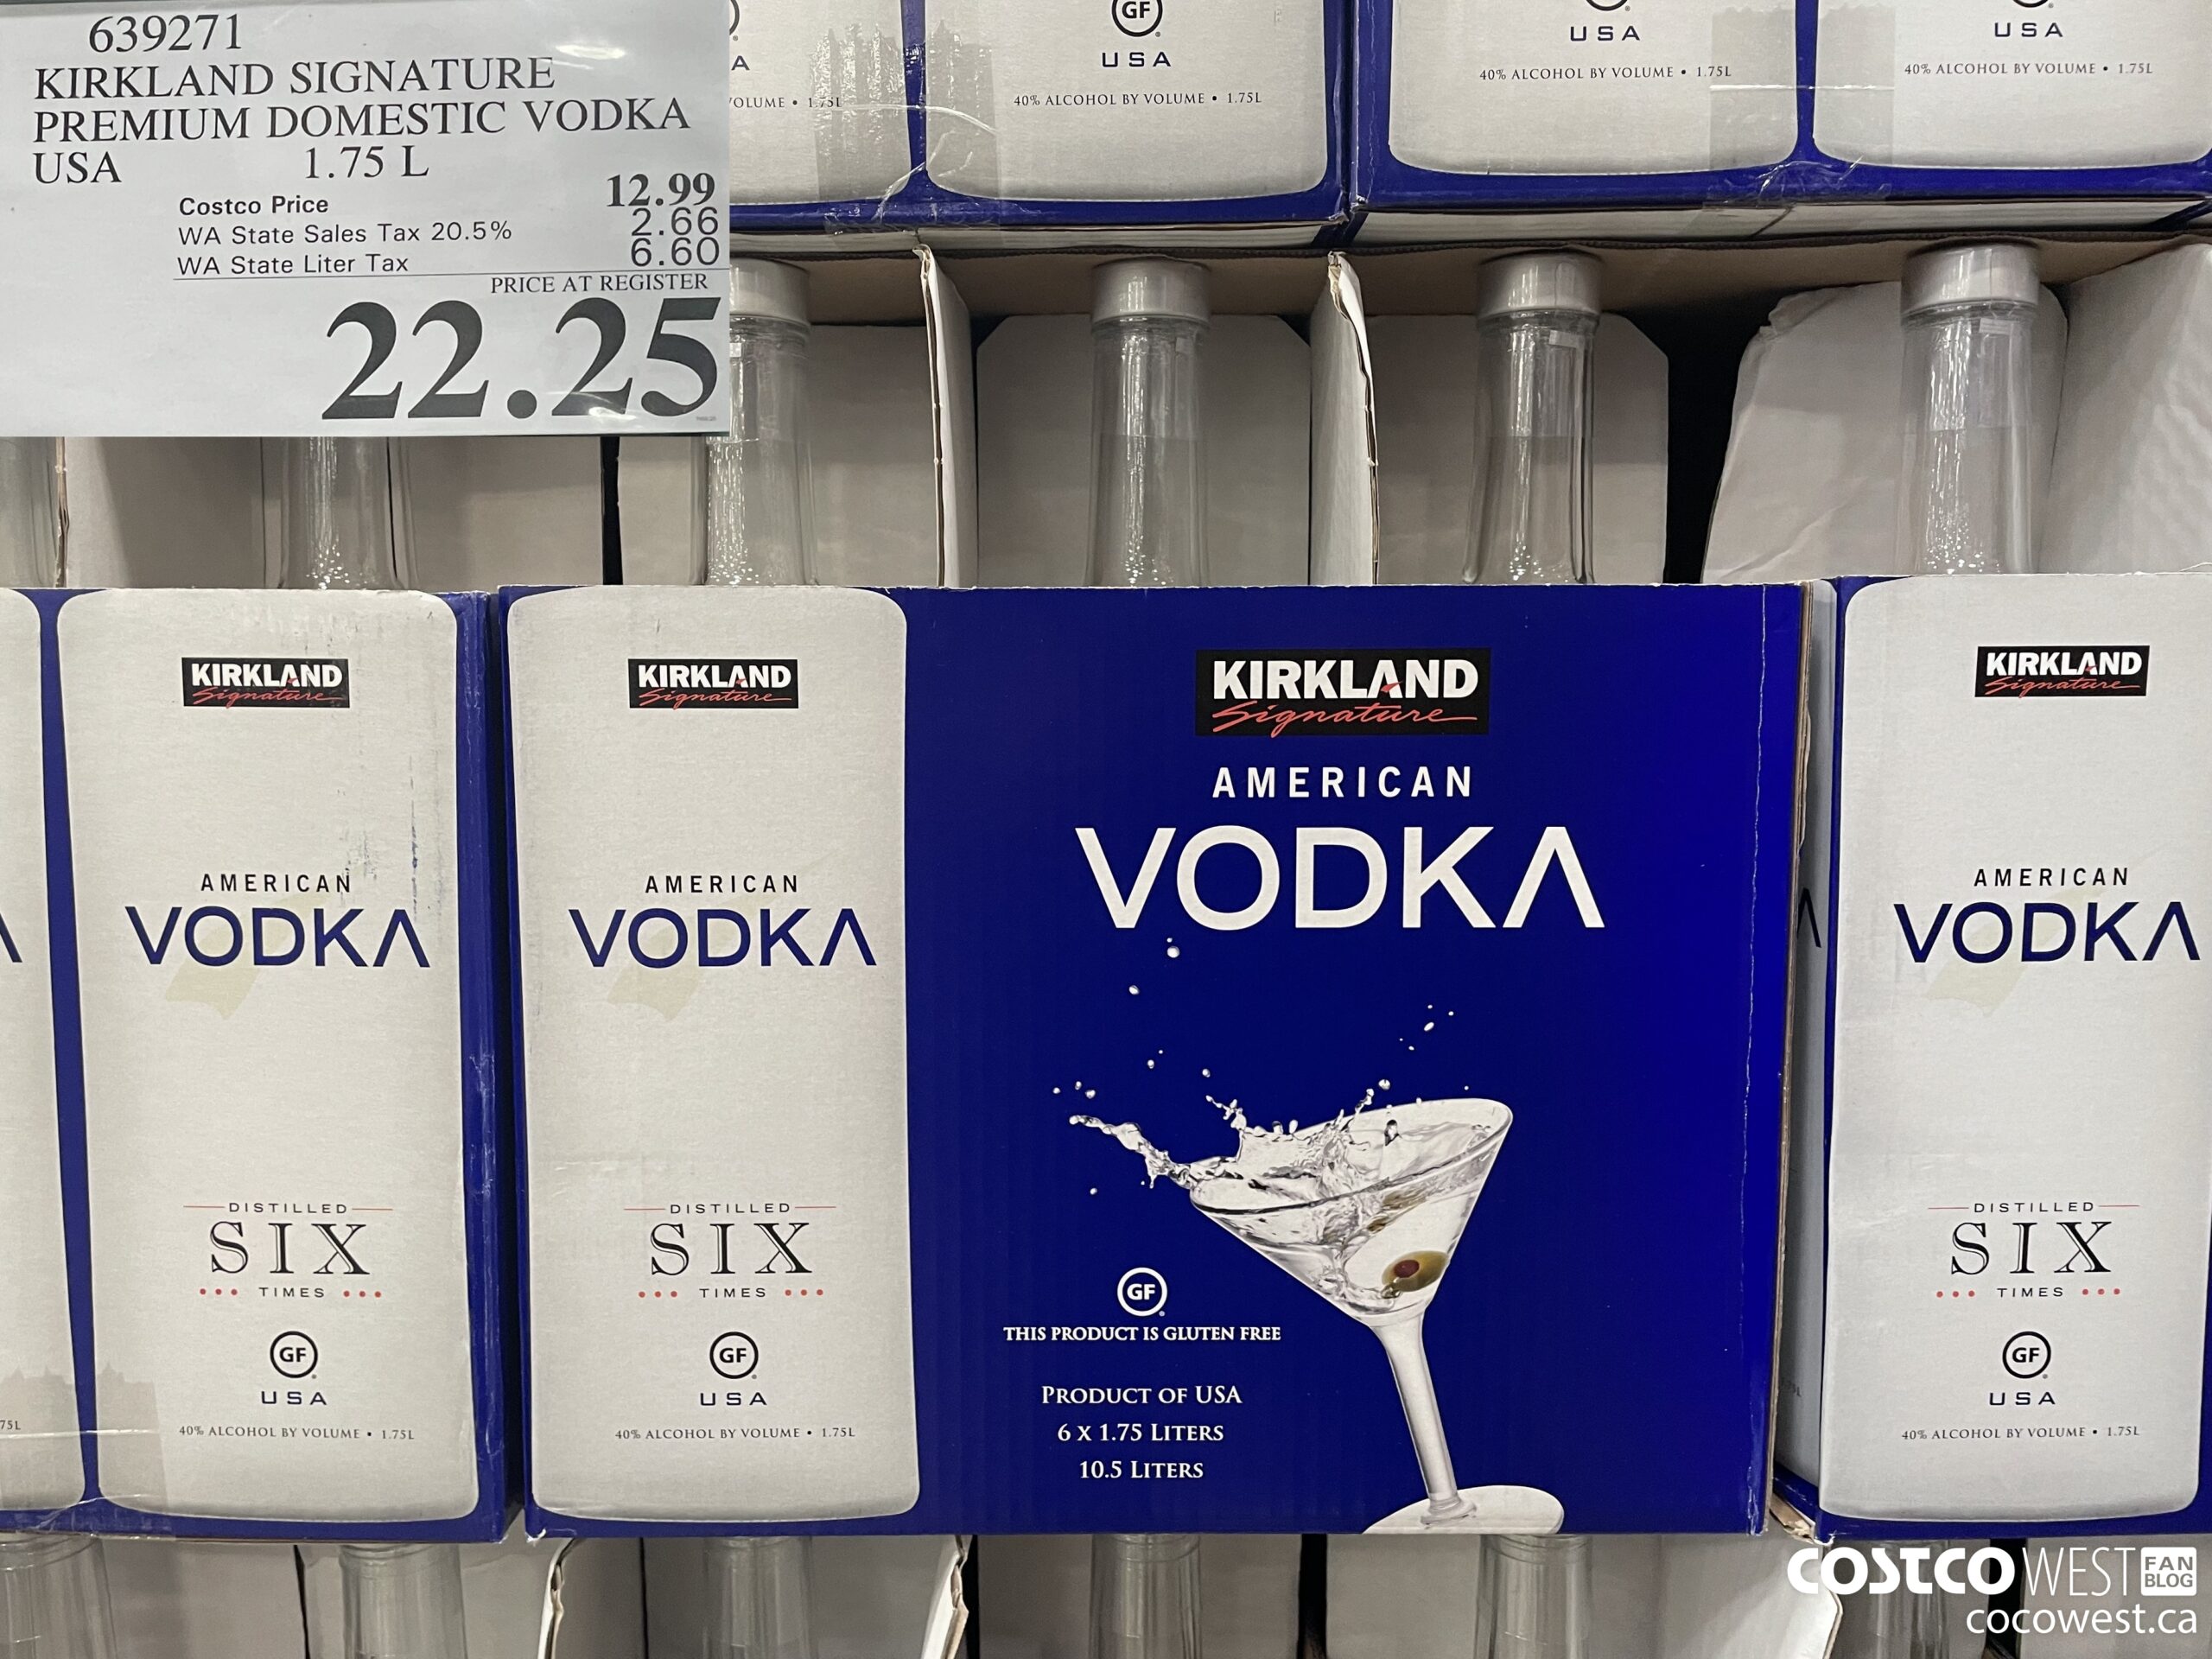 639271
KIRKLAND SIGNATURE
PREMIUM DOMESTIC VODKA
USA 1.75 L
Costco Price 12.99
WA State Sales Tax 20.5% 2.66
WA State Liter Tax 6.60
PRICE AT REGISTER
22.25
A
VOLUME • 1.75L
GF
USA
40% ALCOHOL BY VOLUME • 1.75L
USA
40% ALCOHOL BY VOLUME • 1.75L
USA
40% ALCOHOL BY VOLUME • 1.75L
75L
KIRKLAND
Signature
AMERICAN
VODKA
DISTILLED
SIX
TIMES
GF
USA
40% ALCOHOL BY VOLUME • 1.75L
KIRKLAND
Signature
AMERICAN
VODKA
DISTILLED
SIX
TIMES
GF
USA
40% ALCOHOL BY VOLUME • 1.75L
KIRKLAND
Signature
AMERICAN
VODKA
GF
THIS PRODUCT IS GLUTEN FREE
PRODUCT OF USA
6 X 1.75 LITERS
10.5 LITERS
KIRKLAND
Signature
AMERICAN
VODKA
DISTILLED
SIX
TIMES
GF
USA
40% ALCOHOL BY VOLUME • 1.75L
COSTCO WEST FAN BLOG
cocowest.ca